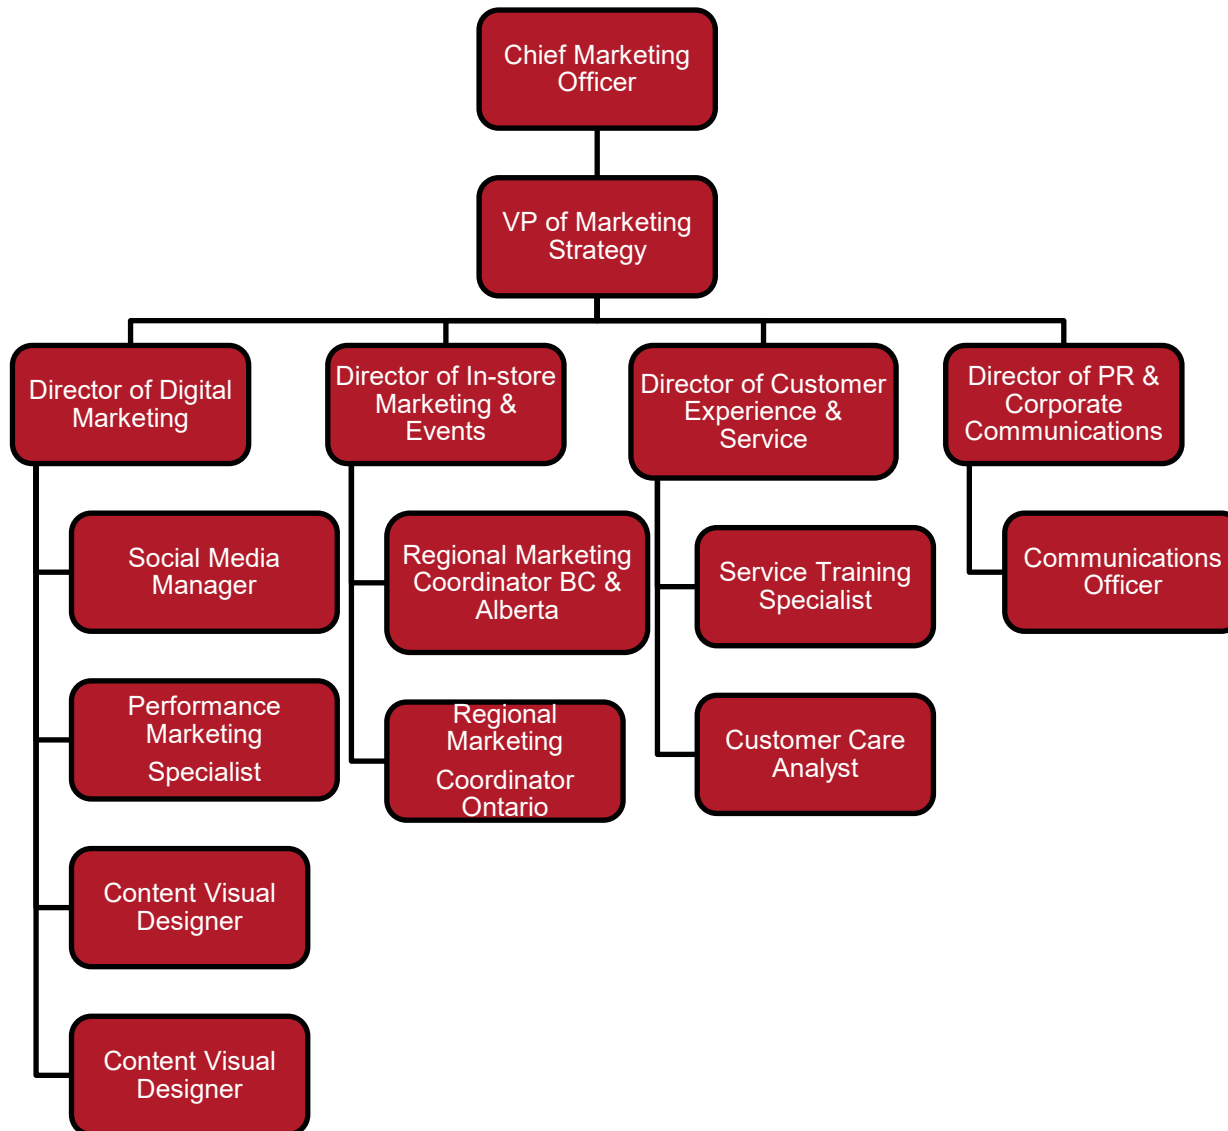 Chief Marketing
Officer
VP of Marketing
Strategy
Director of Digital
Marketing
Director of In-store
Marketing &
Events
Director of Customer
Experience &
Service
Director of PR &
Corporate
Communications
Social Media
Manager
Regional Marketing
Coordinator BC &
Alberta
Service Training
Specialist
Communications
Officer
Performance
Marketing
Specialist
Regional
Marketing
Coordinator
Ontario
Customer Care
Analyst
Content Visual
Designer
Content Visual
Designer